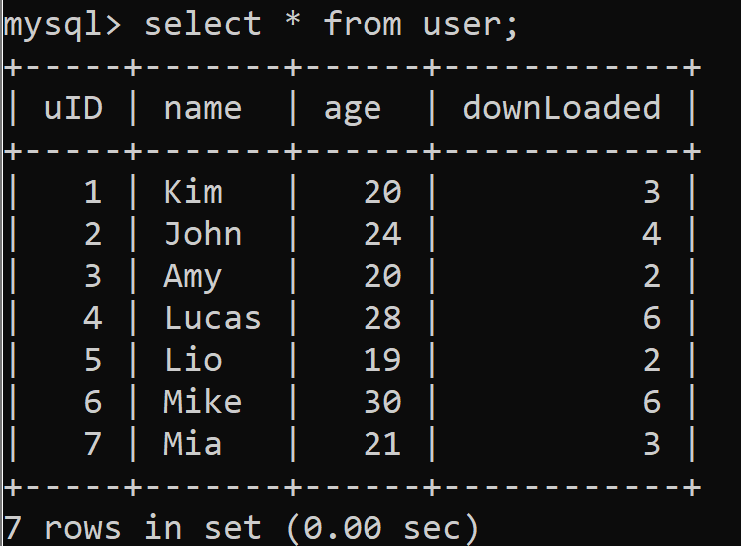 mysql> select * from user;
+-----+-------+------+------------+
| uID | name  | age  | downLoaded |
+-----+-------+------+------------+
|   1 | Kim   |   20 |          3 |
|   2 | John  |   24 |          4 |
|   3 | Amy   |   20 |          2 |
|   4 | Lucas |   28 |          6 |
|   5 | Lio   |   19 |          2 |
|   6 | Mike  |   30 |          6 |
|   7 | Mia   |   21 |          3 |
+-----+-------+------+------------+
7 rows in set (0.00 sec)